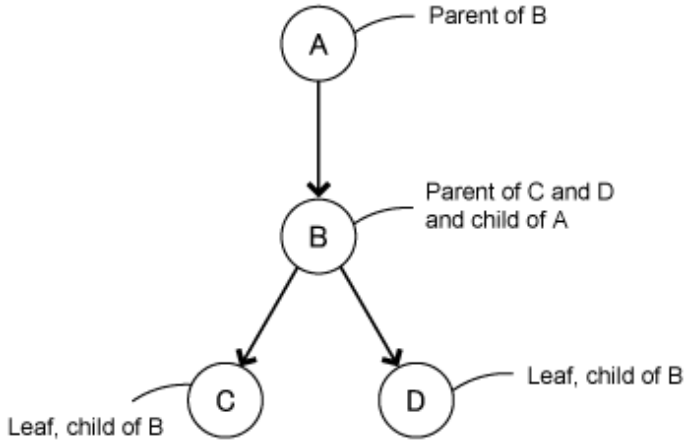 A
Parent of B
B
Parent of C and D
and child of A
C
Leaf, child of B
D
Leaf, child of B